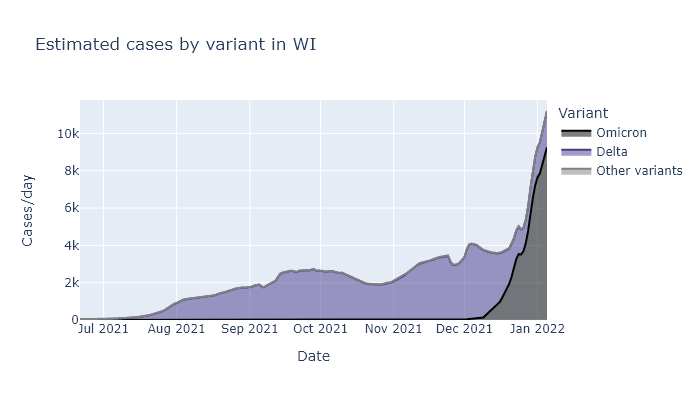 Estimated cases by variant in WI
Variant
Omicron
Delta
Other variants
Cases/day
10k
8k
6k
4k
2k
0
Jul 2021 Aug 2021 Sep 2021 Oct 2021 Nov 2021 Dec 2021 Jan 2022
Date